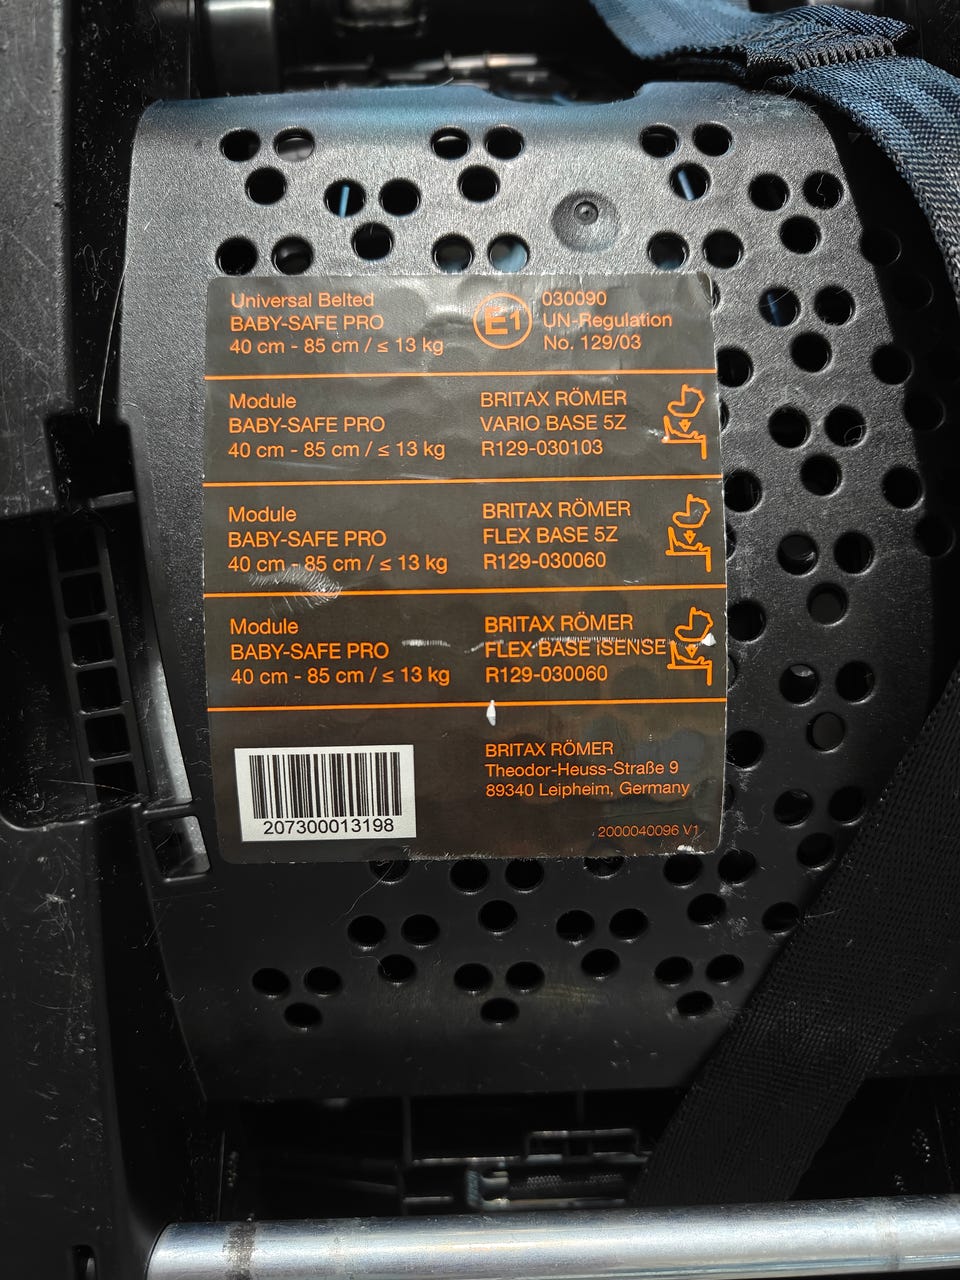 Universal Belted
BABY-SAFE PRO
40 cm - 85 cm / ≤ 13 kg
E1
030090
UN-Regulation
No. 129/03
Module
BABY-SAFE PRO
40 cm - 85 cm / ≤ 13 kg
BRITAX RÖMER
VARIO BASE 5Z
R129-030103
Module
BABY-SAFE PRO
40 cm - 85 cm / ≤ 13 kg
BRITAX RÖMER
FLEX BASE 5Z
R129-030060
Module
BABY-SAFE PRO
40 cm - 85 cm / ≤ 13 kg
BRITAX RÖMER
FLEX BASE iSENSE
R129-030060
207300013198
BRITAX RÖMER
Theodor-Heuss-Straße 9
89340 Leipheim, Germany
2000040096 V1